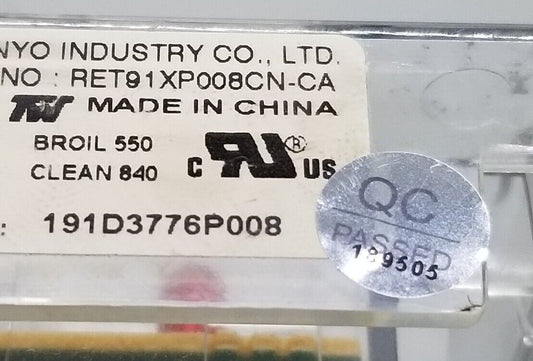 NYO INDUSTRY CO., LTD.
NO : RET91XP008CN-CA
MADE IN CHINA
BROIL 550
CLEAN 840
C RU ® US
: 191D3776P008
QC
PASSED
189505